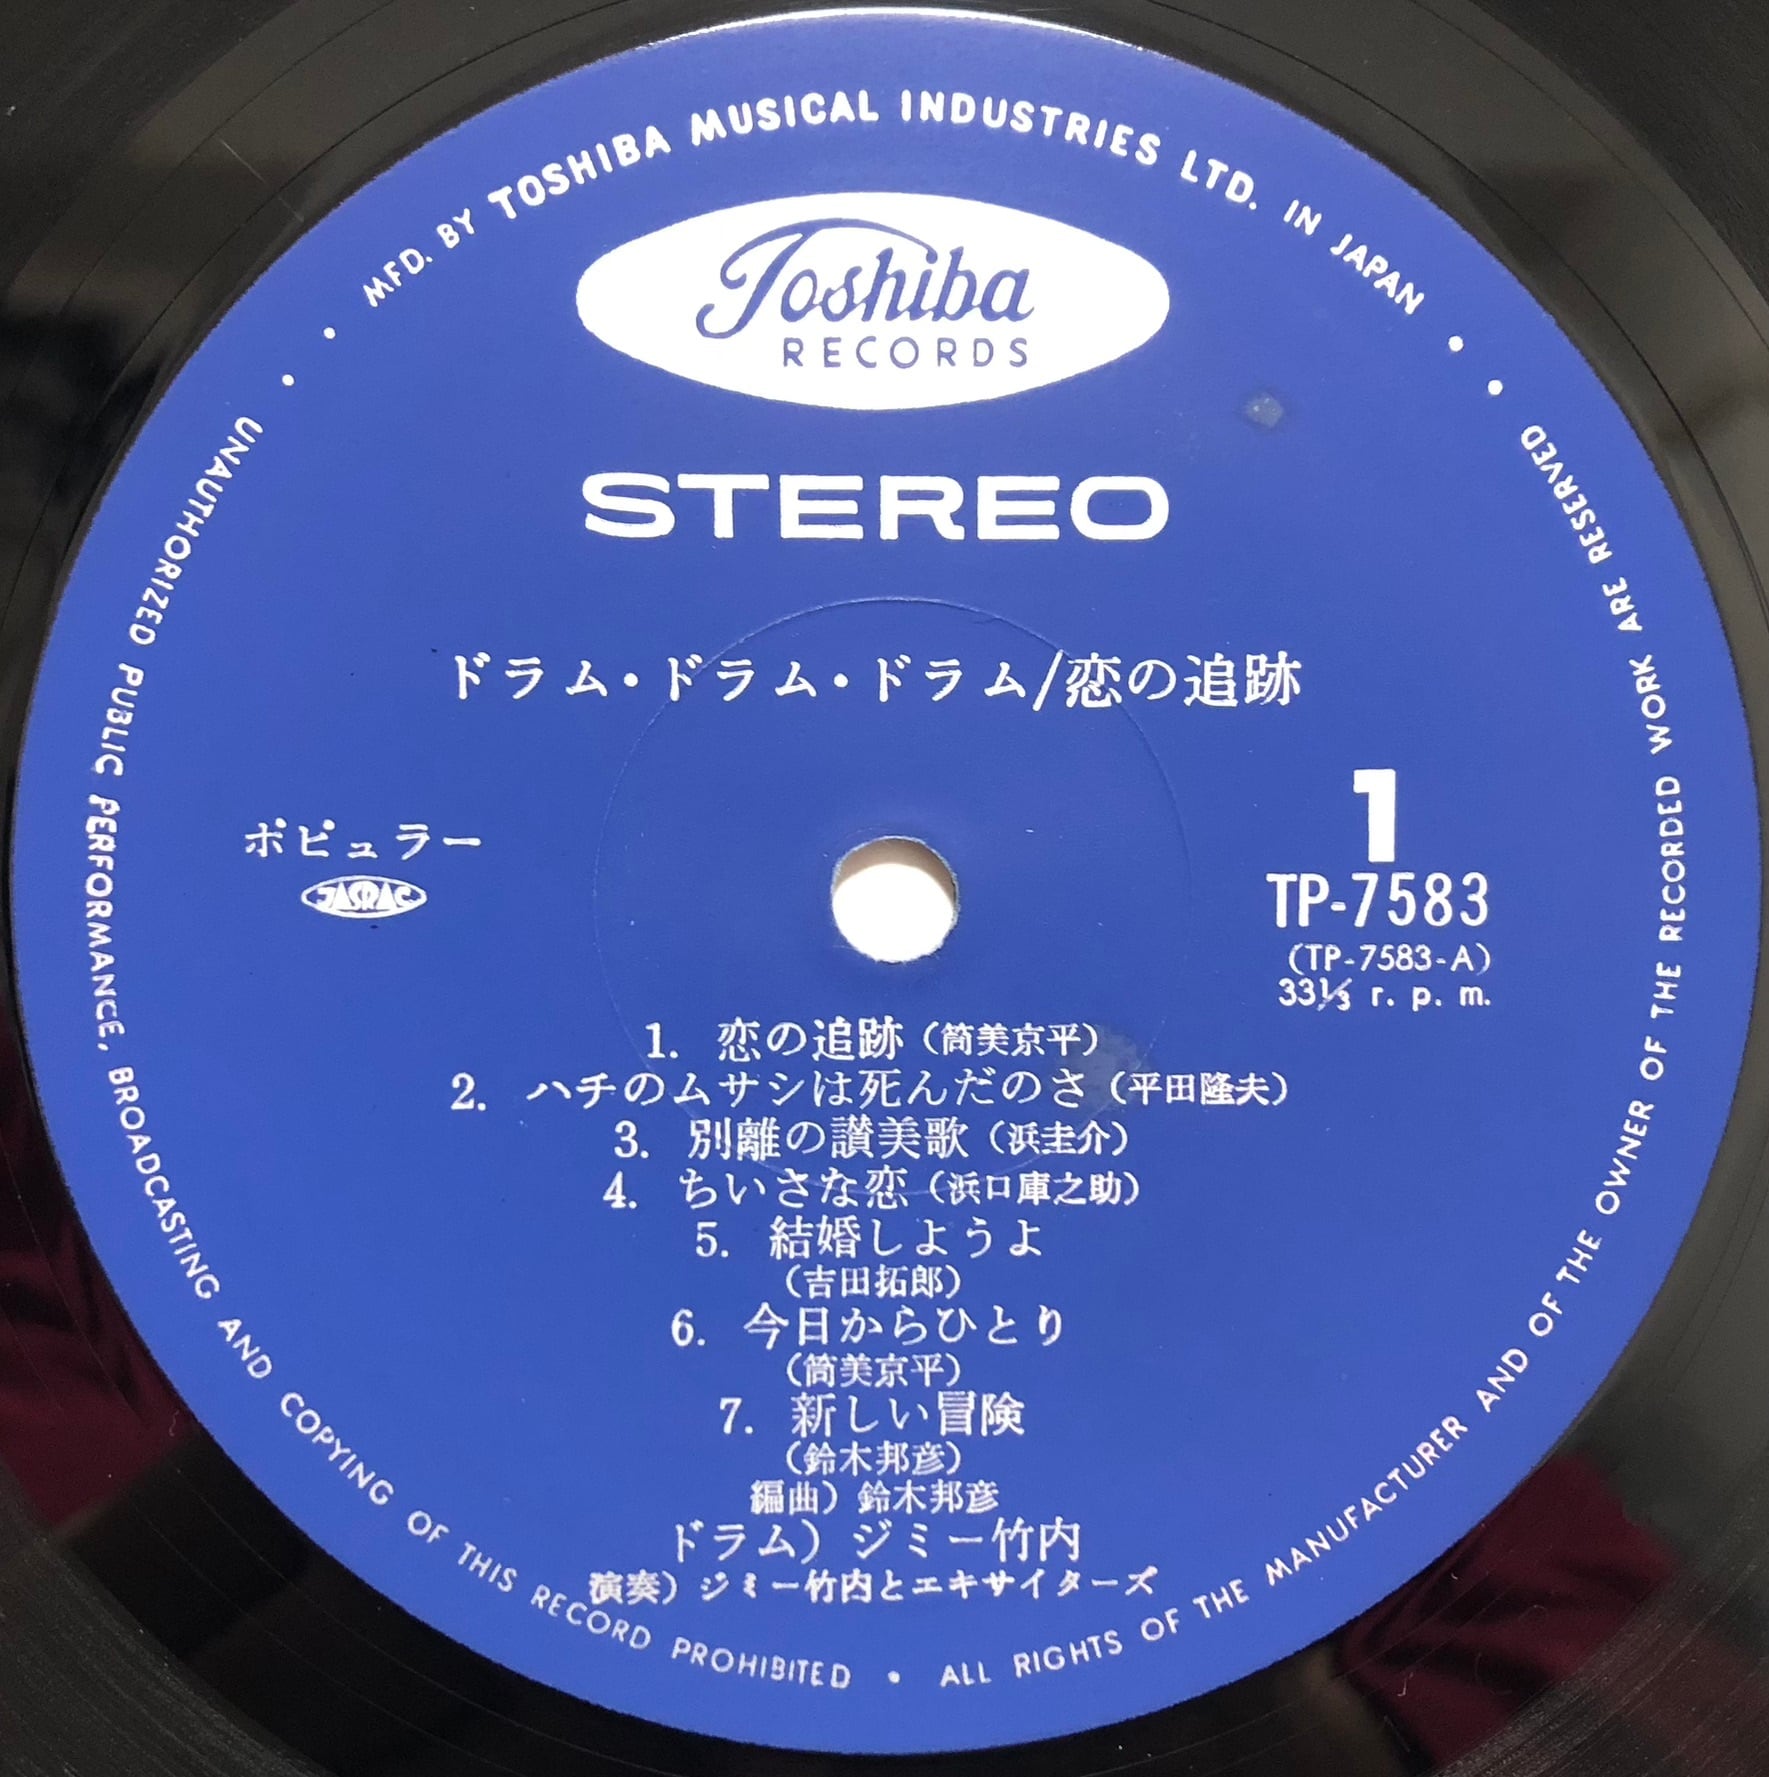 MFD. BY TOSHIBA MUSICAL INDUSTRIES LTD. IN JAPAN
Toshiba
RECORDS
STEREO
ドラム・ドラム・ドラム/恋の追跡
ポピュラー
JASRAC
1
TP-7583
(TP-7583-A)
33⅓ r. p. m.
1. 恋の追跡(筒美京平)
2. ハチのムサシは死んだのさ(平田隆夫)
3. 別離の讃美歌(浜圭介)
4. ちいさな恋(浜口庫之助)
5. 結婚しようよ
(吉田拓郎)
6. 今日からひとり
(筒美京平)
7. 新しい冒険
(鈴木邦彦)
編曲) 鈴木邦彦
ドラム) ジミー竹内
演奏) ジミー竹内とエキサイターズ
UNAUTHORIZED PUBLIC PERFORMANCE, BROADCASTING AND COPYING OF THIS RECORD PROHIBITED • ALL RIGHTS OF THE MANUFACTURER AND OF THE OWNER OF THE RECORDED WORK ARE RESERVED